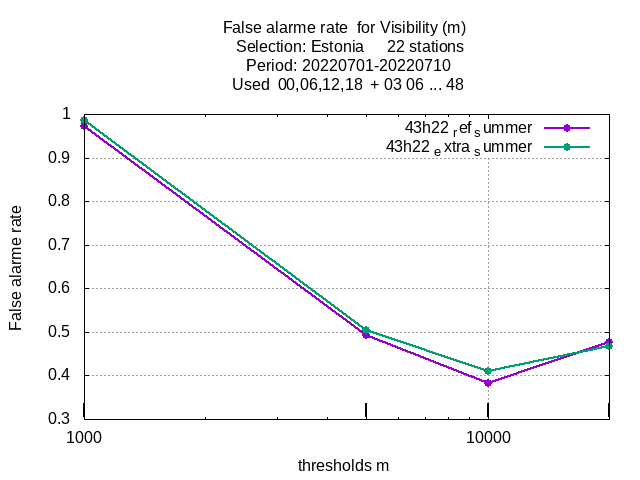 False alarme rate  for Visibility (m)
Selection: Estonia     22 stations
Period: 20220701-20220710
Used  00,06,12,18  + 03 06 ... 48
1
43h22 ref summer
43h22 extra summer
0.9
0.8
0.7
0.6
0.5
0.4
0.3
False alarme rate
1000
10000
thresholds m